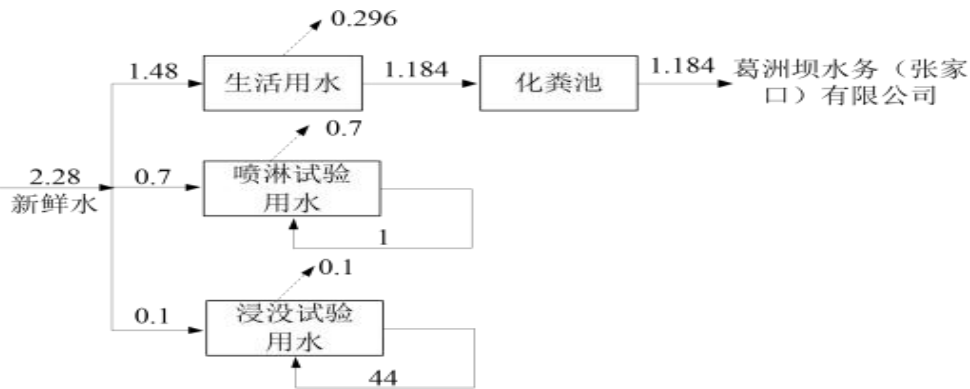 0.296
1.48
生活用水
1.184
化粪池
1.184
葛洲坝水务（张家
口）有限公司
0.7
2.28
新鲜水
0.7
喷淋试验
用水
1
0.1
0.1
浸没试验
用水
44